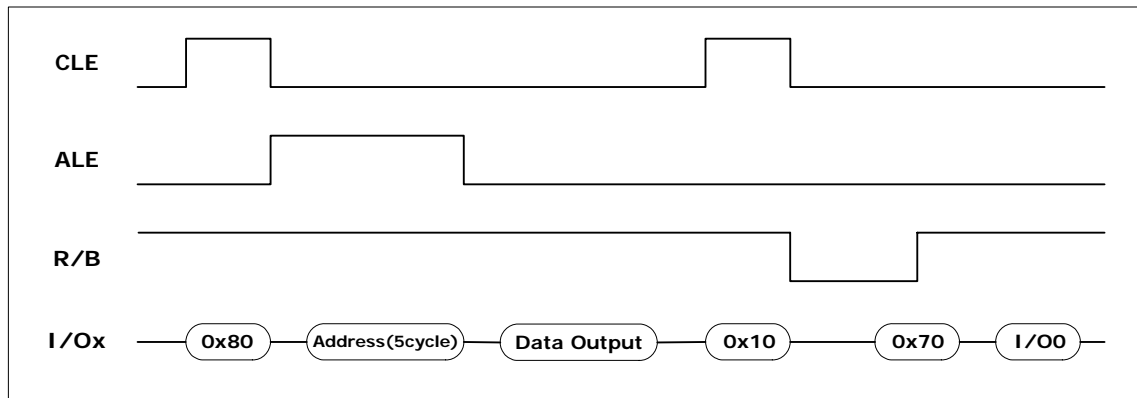 CLE
ALE
R/B
I/Ox 0x80 Address(5cycle) Data Output 0x10 0x70 I/O0